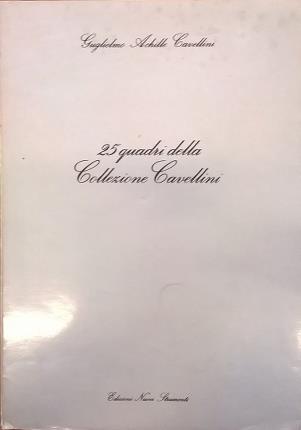 Guglielmo Achille Cavellini
25 quadri della
Collezione Cavellini
Edizioni Nuovi Strumenti